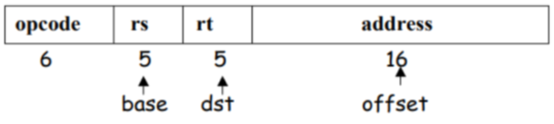 opcode rs rt address
6 5 5 16
base dst offset